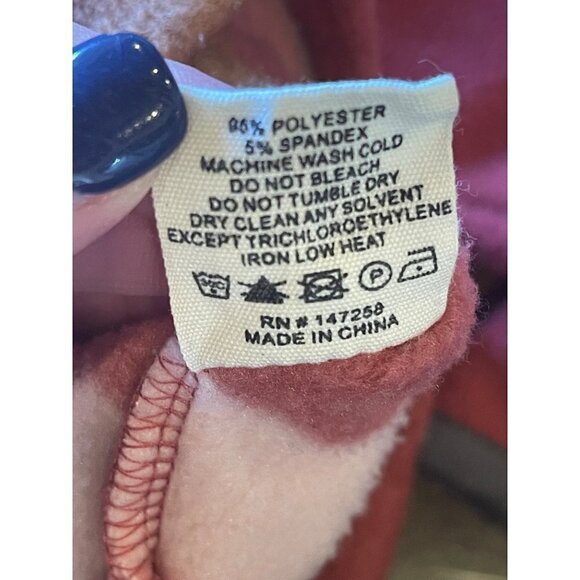 95% POLYESTER
5% SPANDEX
MACHINE WASH COLD
DO NOT BLEACH
DO NOT TUMBLE DRY
DRY CLEAN ANY SOLVENT
EXCEPT TRICHLOROETHYLENE
IRON LOW HEAT
30C P
RN # 147258
MADE IN CHINA